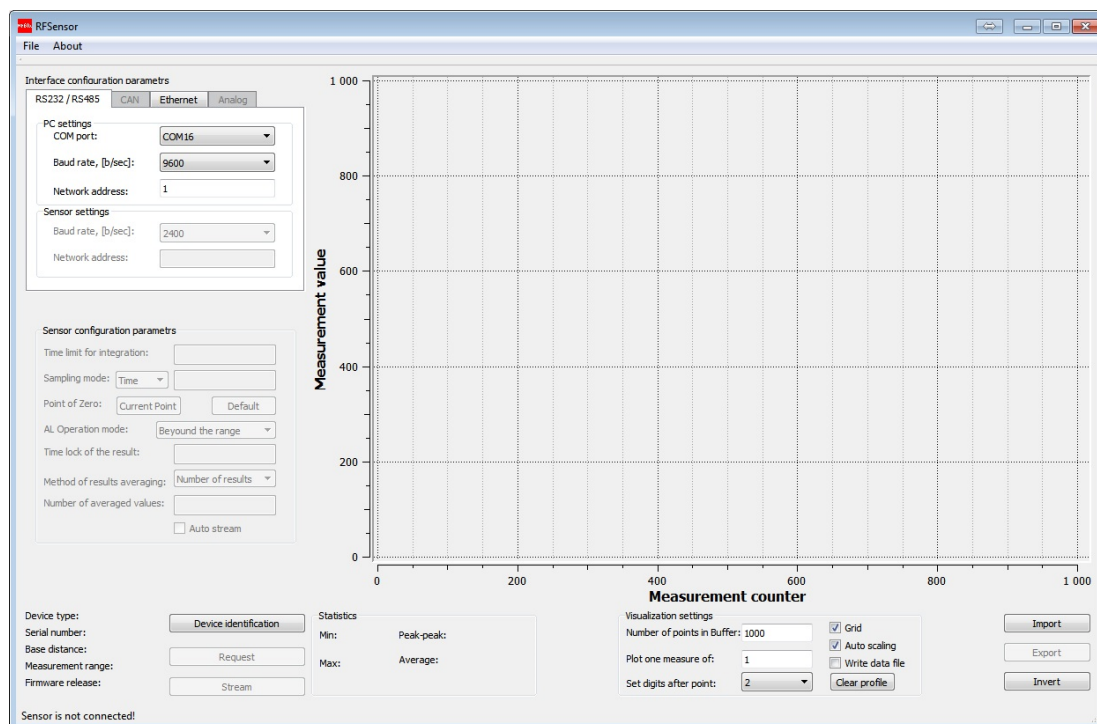 RFSensor
File About
Interface configuration parametrs
RS232 / RS485 CAN Ethernet Analog
PC settings
COM port: COM16
Baud rate, [b/sec]: 9600
Network address: 1
Sensor settings
Baud rate, [b/sec]: 2400
Network address:
Sensor configuration parametrs
Time limit for integration:
Sampling mode: Time
Point of Zero: Current Point Default
AL Operation mode: Beyound the range
Time lock of the result:
Method of results averaging: Number of results
Number of averaged values:
Auto stream
Measurement value
1 000
800
600
400
200
0
0 200 400 600 800 1 000
Measurement counter
Device type:
Serial number:
Base distance:
Measurement range:
Firmware release:
Device identification
Request
Stream
Statistics
Min: Peak-peak:
Max: Average:
Visualization settings
Number of points in Buffer: 1000
Plot one measure of: 1
Set digits after point: 2
Grid
Auto scaling
Write data file
Clear profile
Import
Export
Invert
Sensor is not connected!